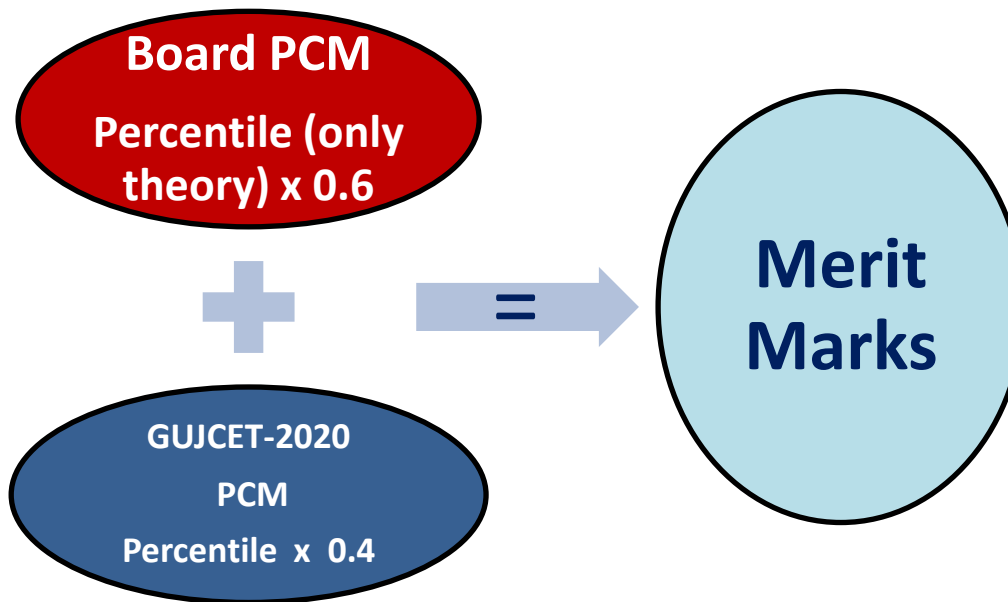 Board PCM
Percentile (only
theory) x 0.6
=
Merit
Marks
GUJCET-2020
PCM
Percentile x 0.4